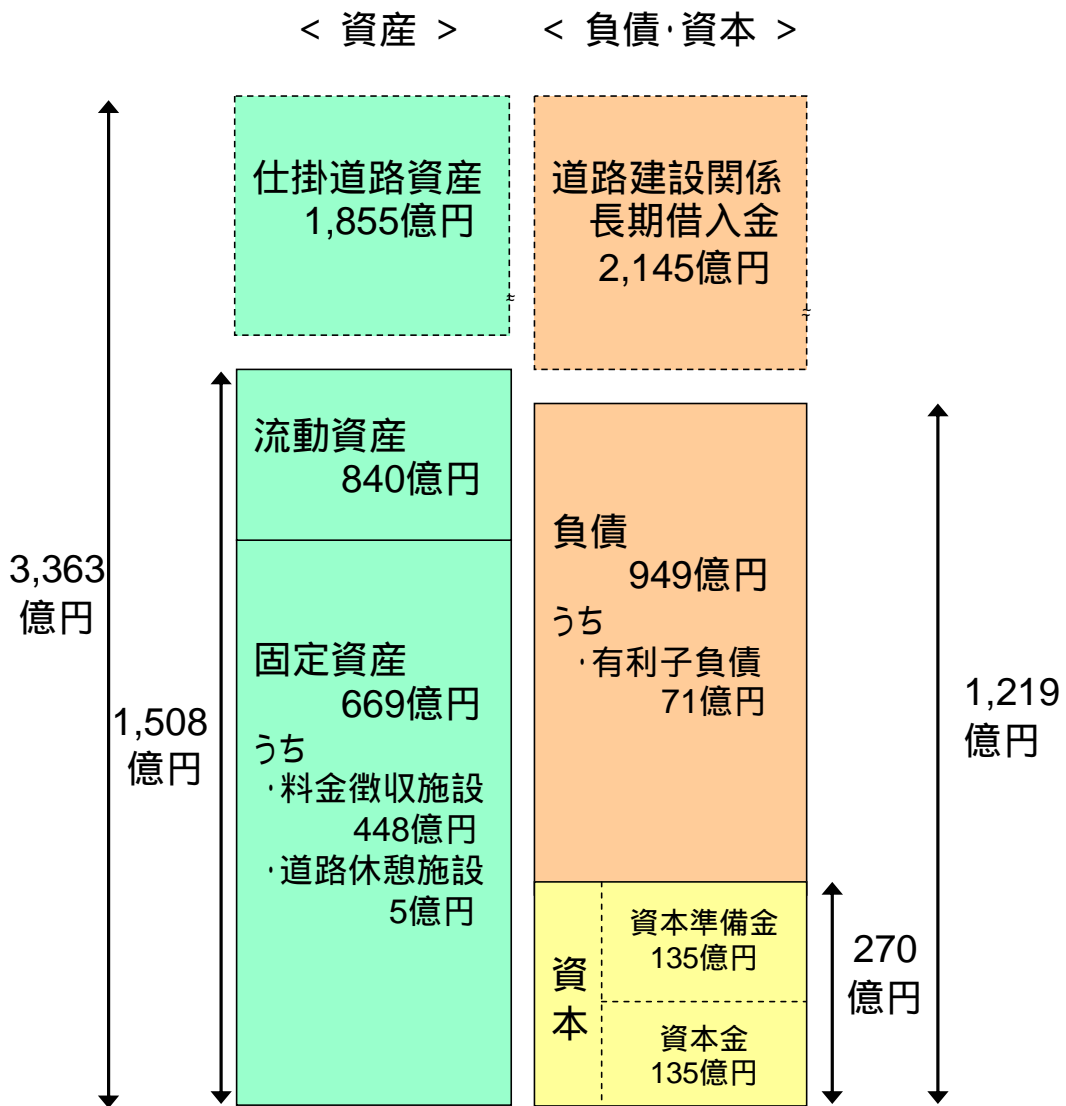 < 資産 >
< 負債・資本 >
仕掛道路資産
1,855億円
道路建設関係
長期借入金
2,145億円
流動資産
840億円
負債
949億円
うち
・有利子負債
71億円
3,363
億円
固定資産
669億円
うち
・料金徴収施設
448億円
・道路休憩施設
5億円
1,508
億円
1,219
億円
資本
資本準備金
135億円
資本金
135億円
270
億円